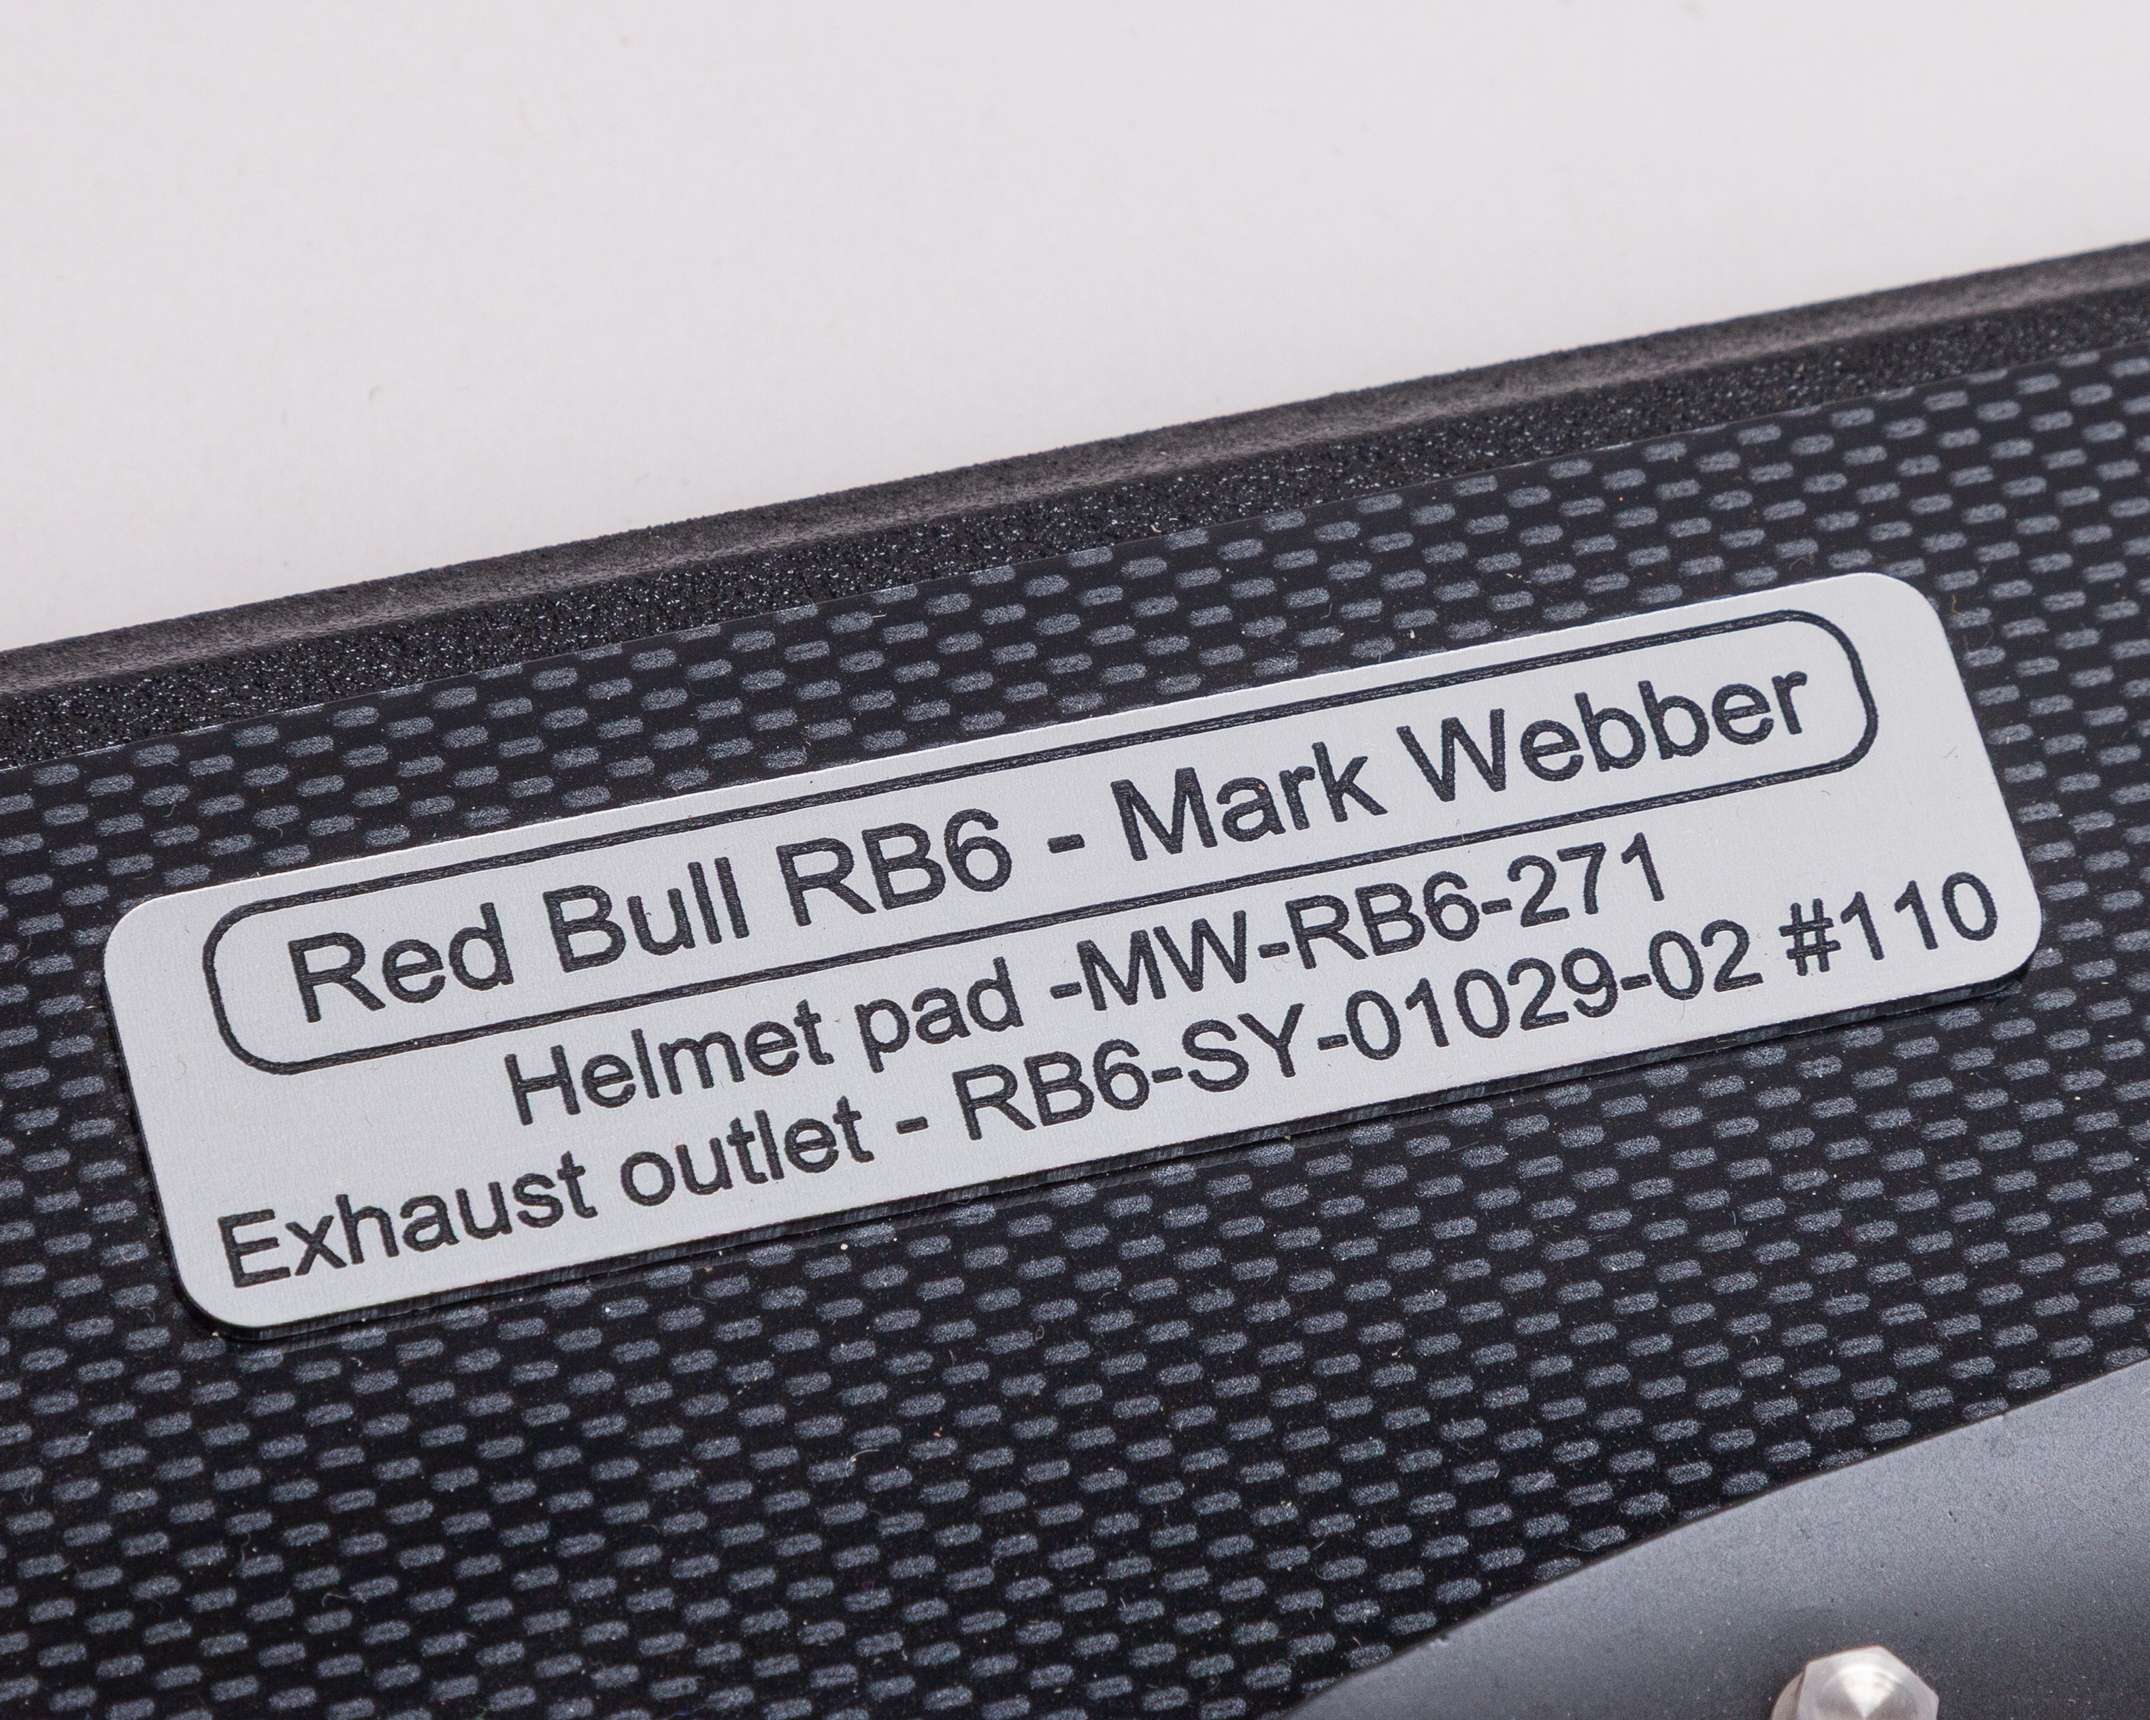 Red Bull RB6 - Mark Webber
Helmet pad -MW-RB6-271
Exhaust outlet - RB6-SY-01029-02 #110